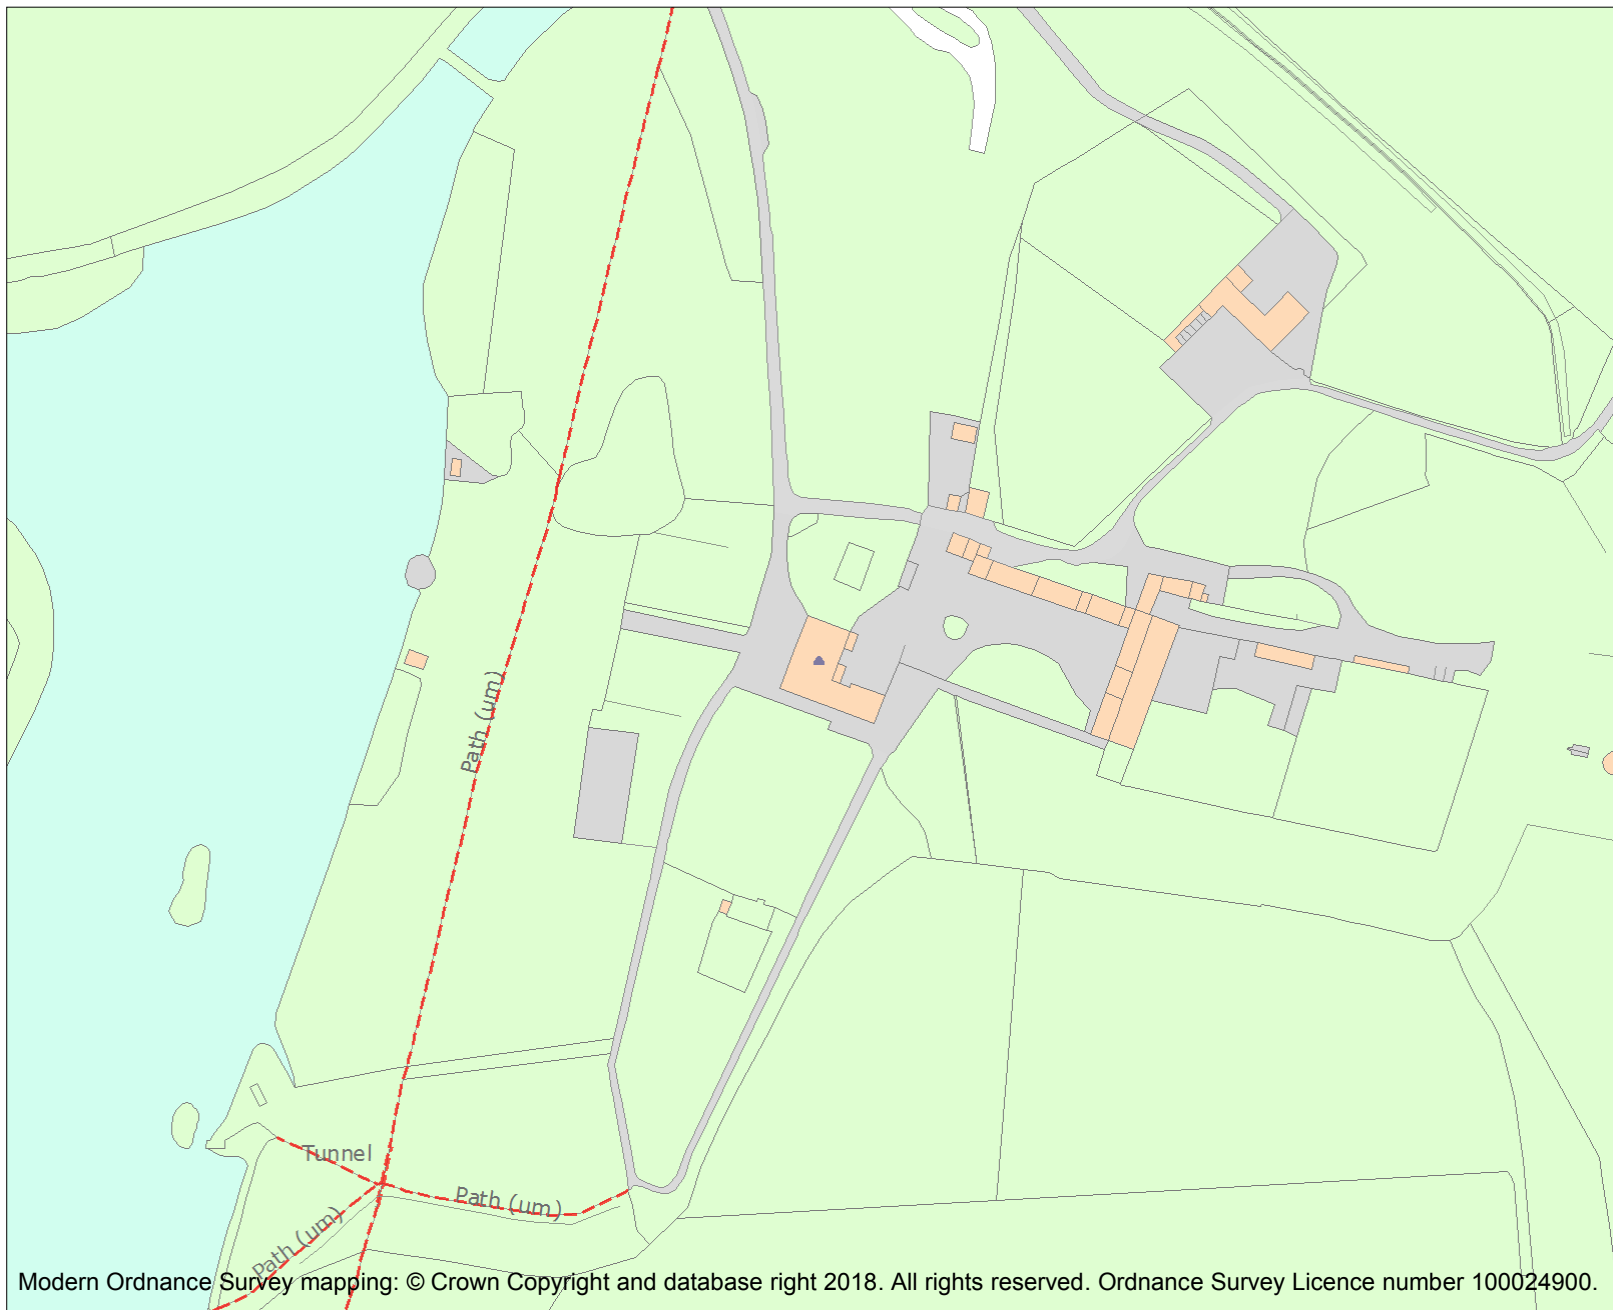 Path (um)
Tunnel
Path (um)
Path (um)
Modern Ordnance Survey mapping: © Crown Copyright and database right 2018. All rights reserved. Ordnance Survey Licence number 100024900.